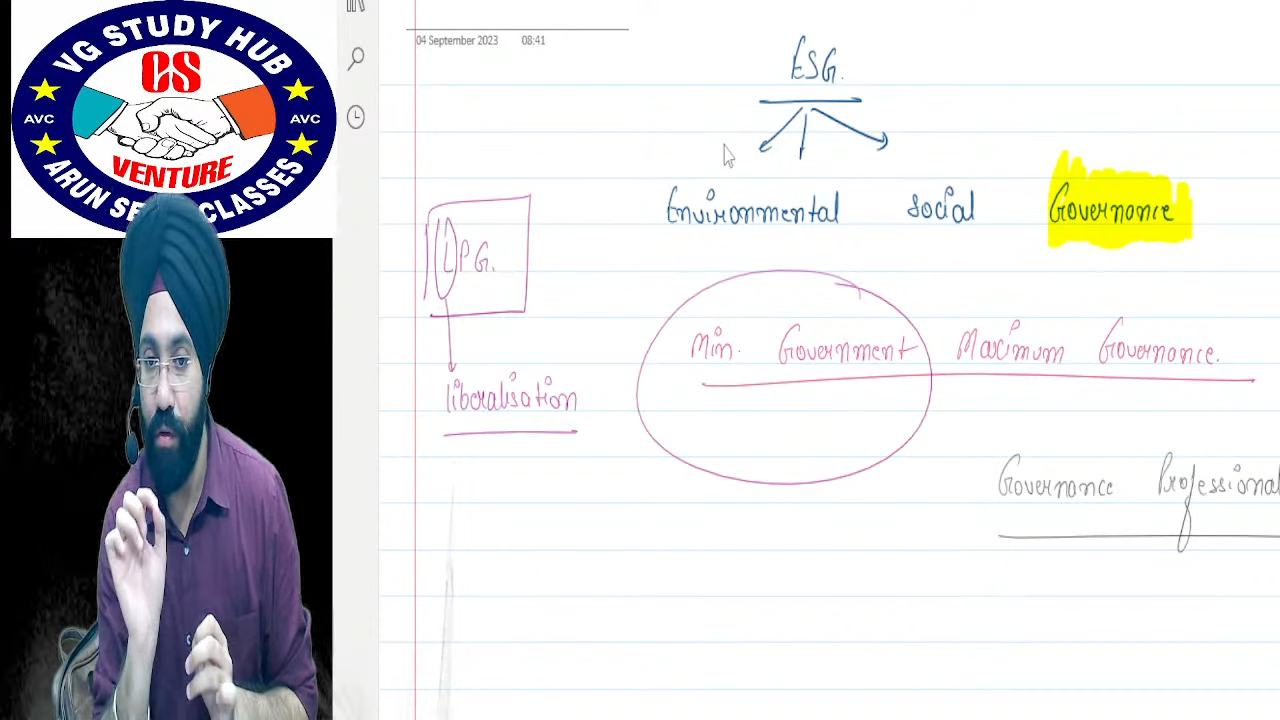 VG STUDY HUB
CS
AVC AVC
VENTURE
04 September 2023 08:41
ESG.
Environmental Social Governance
LPG.
Min. Government Maximum Governance.
liberalisation
Governance Professional